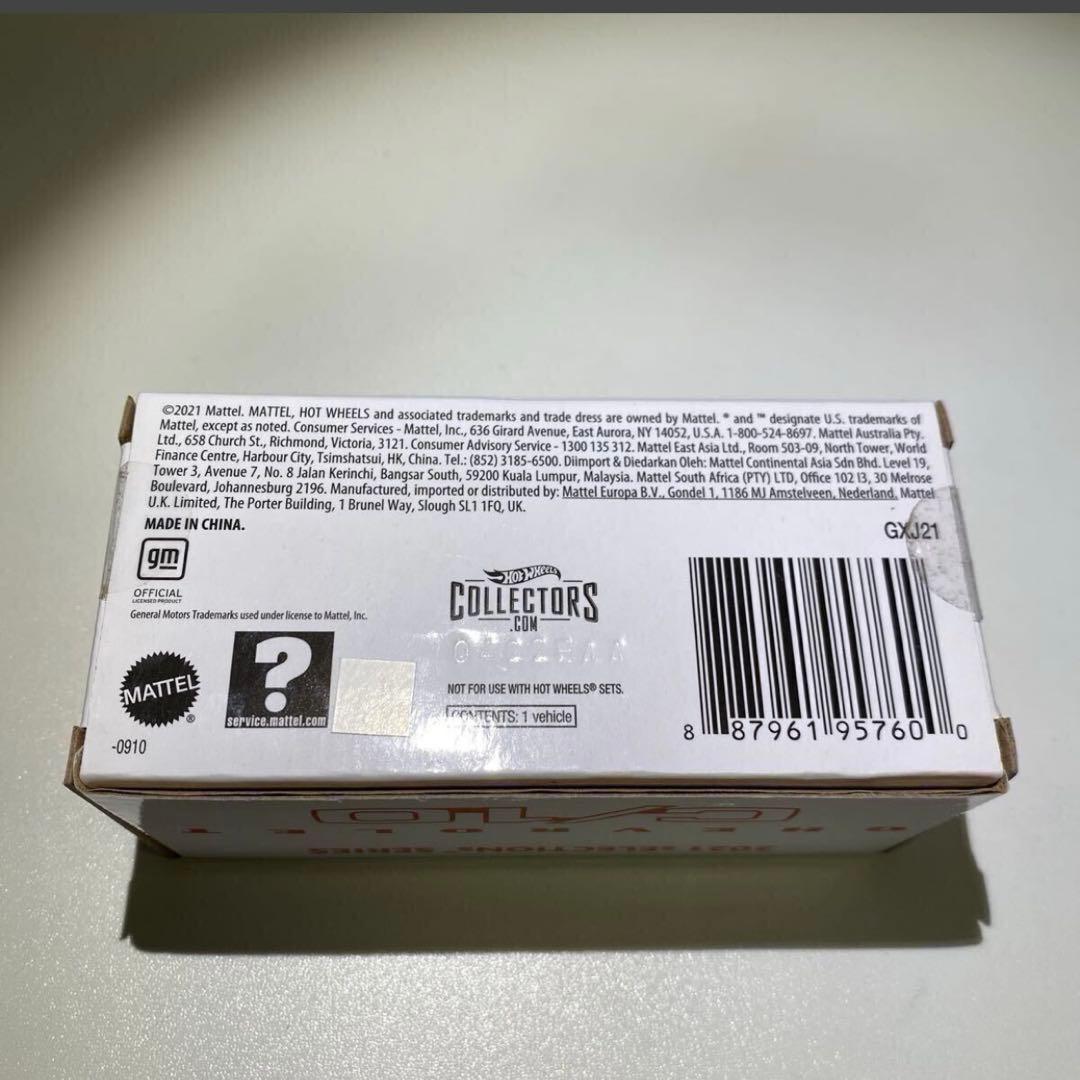 ©2021 Mattel. MATTEL, HOT WHEELS and associated trademarks and trade dress are owned by Mattel. ® and ™ designate U.S. trademarks of
Mattel, except as noted. Consumer Services - Mattel, Inc., 636 Girard Avenue, East Aurora, NY 14052, U.S.A. 1-800-524-8697. Mattel Australia Pty.
Ltd., 658 Church St., Richmond, Victoria, 3121. Consumer Advisory Service - 1300 135 312. Mattel East Asia Ltd., Room 503-09, North Tower, World
Finance Centre, Harbour City, Tsimshatsui, HK, China. Tel.: (852) 3185-6500. Diimport & Diedarkan Oleh: Mattel Continental Asia Sdn Bhd. Level 19,
Tower 3, Avenue 7, No. 8 Jalan Kerinchi, Bangsar South, 59200 Kuala Lumpur, Malaysia. Mattel South Africa (PTY) LTD, Office 102 I3, 30 Melrose
Boulevard, Johannesburg 2196. Manufactured, imported or distributed by: Mattel Europa B.V., Gondel 1, 1186 MJ Amstelveen, Nederland. Mattel
U.K. Limited, The Porter Building, 1 Brunel Way, Slough SL1 1FQ, UK.
MADE IN CHINA.
GXJ21
gm
OFFICIAL
LICENSED PRODUCT
General Motors Trademarks used under license to Mattel, Inc.
HOT WHEELS
COLLECTORS
.COM
MATTEL®
?
service.mattel.com
NOT FOR USE WITH HOT WHEELS® SETS.
CONTENTS: 1 vehicle
8 87961 95760 0
-0910
C/10
CHEVROLET
2021 SELECTIONS SERIES